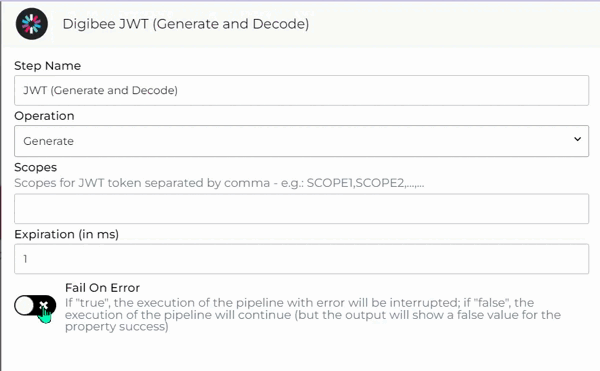 Digibee JWT (Generate and Decode)
Step Name
JWT (Generate and Decode)
Operation
Generate
Scopes
Scopes for JWT token separated by comma - e.g.: SCOPE1,SCOPE2,...,...
Expiration (in ms)
1
Fail On Error
If "true", the execution of the pipeline with error will be interrupted; if "false", the
execution of the pipeline will continue (but the output will show a false value for the
property success)